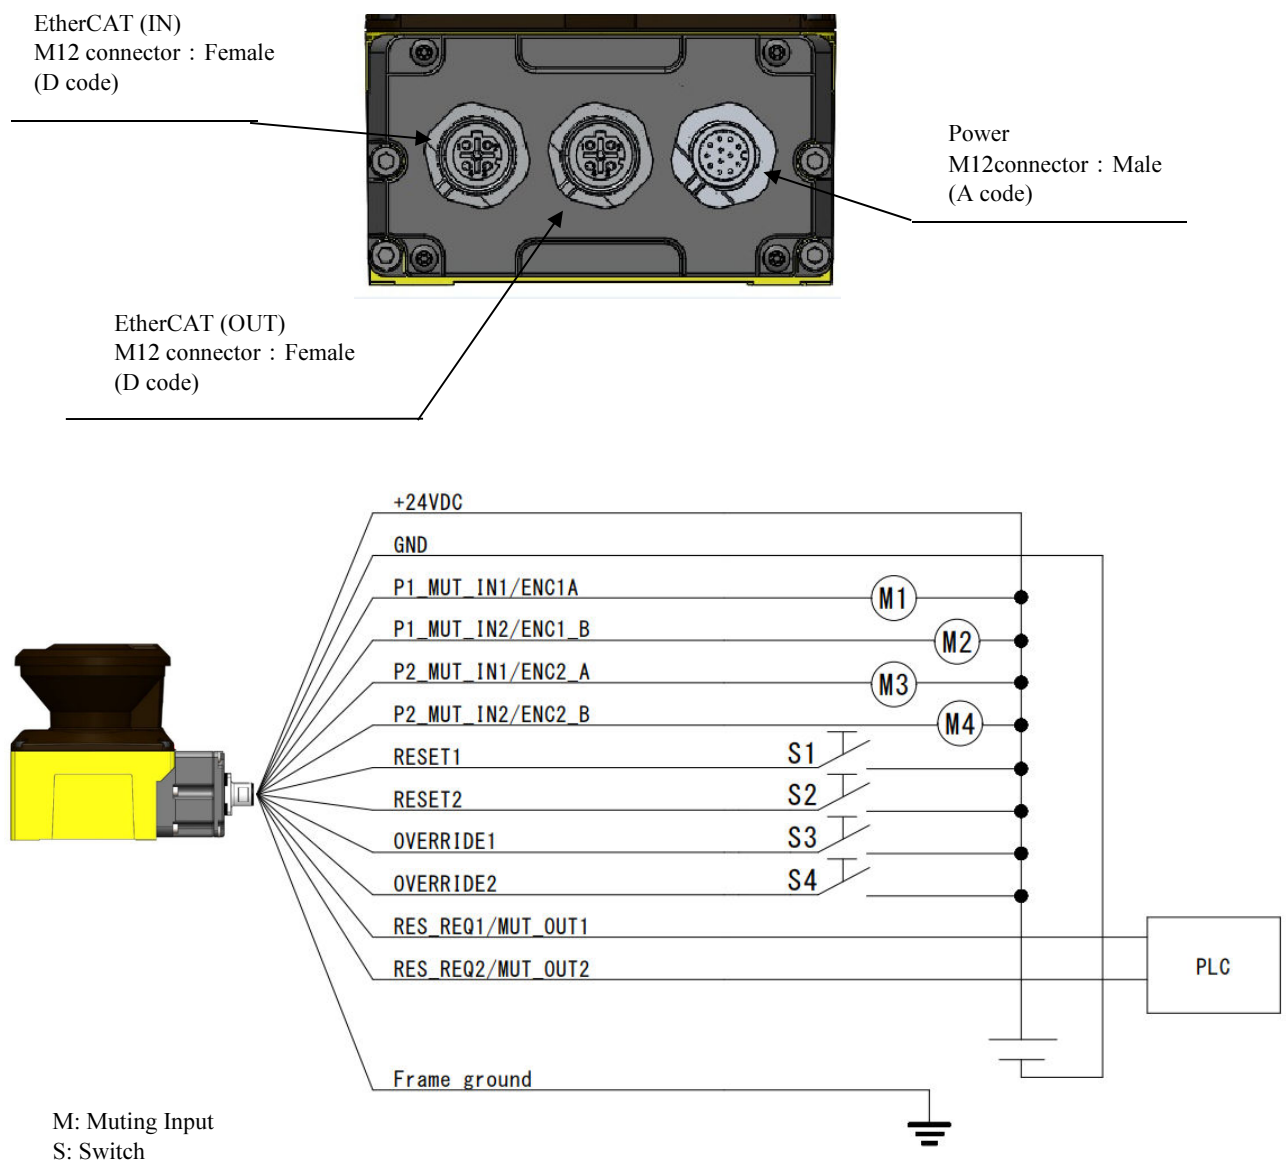 EtherCAT (IN)
M12 connector：Female
(D code)
Power
M12connector：Male
(A code)
EtherCAT (OUT)
M12 connector：Female
(D code)
+24VDC
GND
P1_MUT_IN1/ENC1A
M1
P1_MUT_IN2/ENC1_B
M2
P2_MUT_IN1/ENC2_A
M3
P2_MUT_IN2/ENC2_B
M4
RESET1
S1
RESET2
S2
OVERRIDE1
S3
OVERRIDE2
S4
RES_REQ1/MUT_OUT1
RES_REQ2/MUT_OUT2
PLC
Frame ground
M: Muting Input
S: Switch